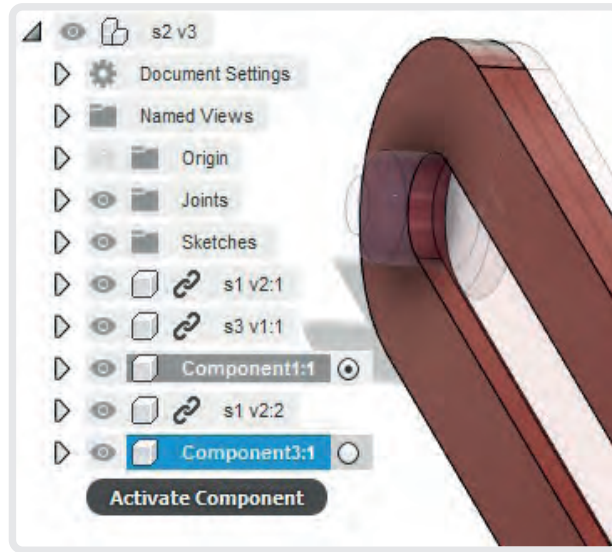 s2 v3
Document Settings
Named Views
Origin
Joints
Sketches
s1 v2:1
s3 v1:1
Component1:1
s1 v2:2
Component3:1
Activate Component